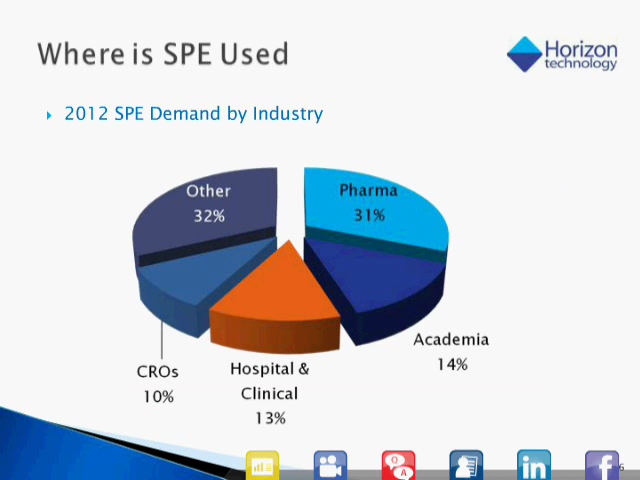 Where is SPE Used
Horizon
technology
2012 SPE Demand by Industry
Other
32%
Pharma
31%
Academia
14%
CROs
10%
Hospital &
Clinical
13%
Q
A
in
f
6